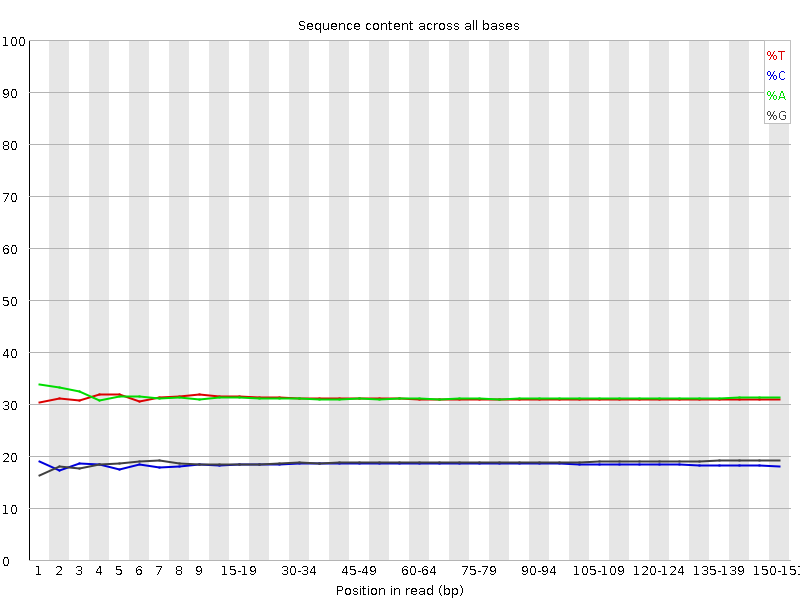 Sequence content across all bases
100
%T
%C
90
%A
%G
80
70
60
50
40
30
20
10
0
1 2 3 4 5 6 7 8 9 15-19 30-34 45-49 60-64 75-79 90-94 105-109 120-124 135-139 150-151
Position in read (bp)